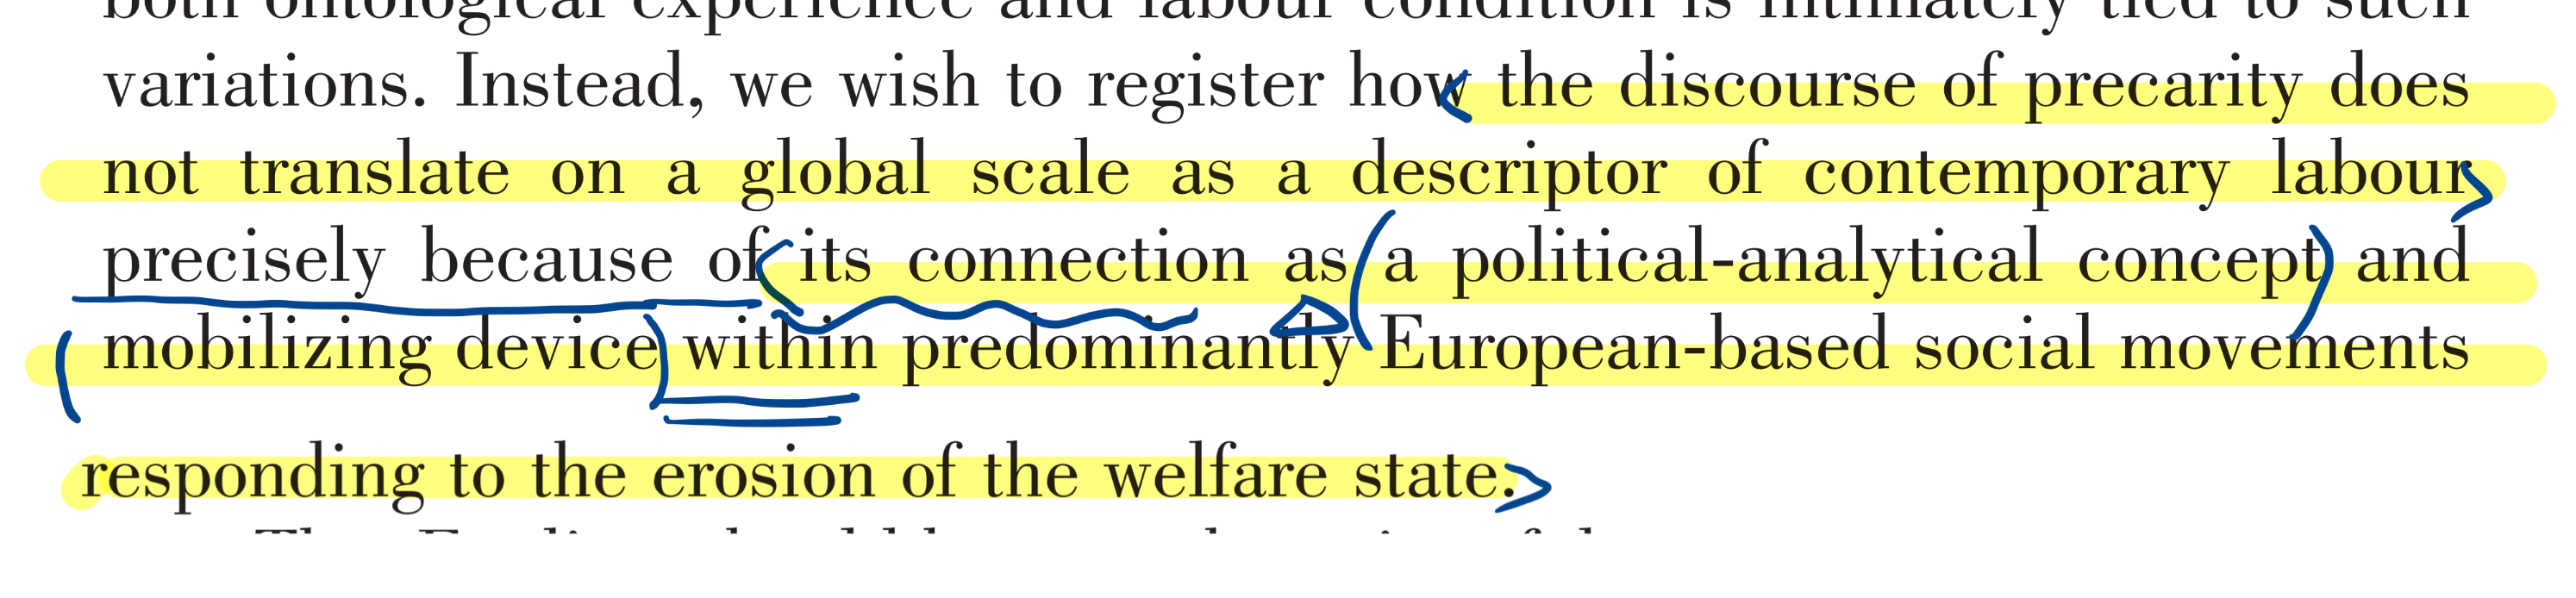 both ontological experience and labour condition is intimately tied to such
variations. Instead, we wish to register how the discourse of precarity does
not translate on a global scale as a descriptor of contemporary labour
precisely because of its connection as a political-analytical concept and
mobilizing device within predominantly European-based social movements
responding to the erosion of the welfare state.